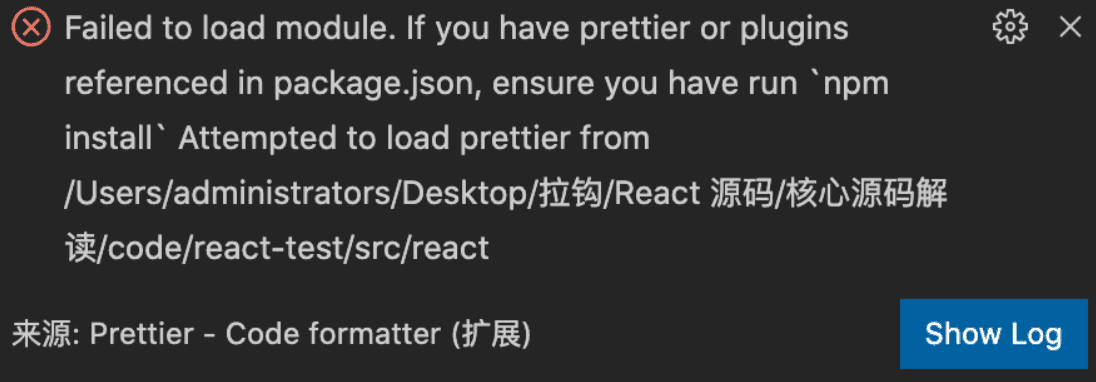 Failed to load module. If you have prettier or plugins
referenced in package.json, ensure you have run `npm
install` Attempted to load prettier from
/Users/administrators/Desktop/拉钩/React 源码/核心源码解
读/code/react-test/src/react
来源: Prettier - Code formatter (扩展)
Show Log